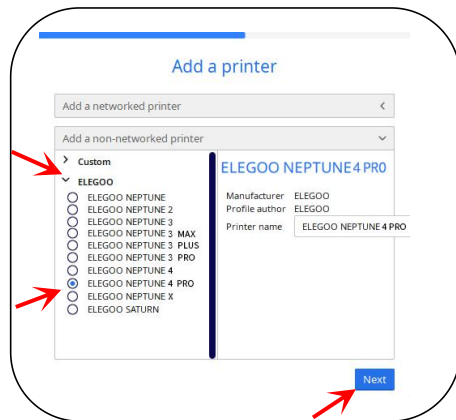 Add a printer
Add a networked printer
Add a non-networked printer
Custom
ELEGOO
ELEGOO NEPTUNE
ELEGOO NEPTUNE 2
ELEGOO NEPTUNE 3
ELEGOO NEPTUNE 3 MAX
ELEGOO NEPTUNE 3 PLUS
ELEGOO NEPTUNE 3 PRO
ELEGOO NEPTUNE 4
ELEGOO NEPTUNE 4 PRO
ELEGOO NEPTUNE X
ELEGOO SATURN
ELEGOO NEPTUNE4 PRO
Manufacturer ELEGOO
Profile author ELEGOO
Printer name ELEGOO NEPTUNE 4 PRO
Next